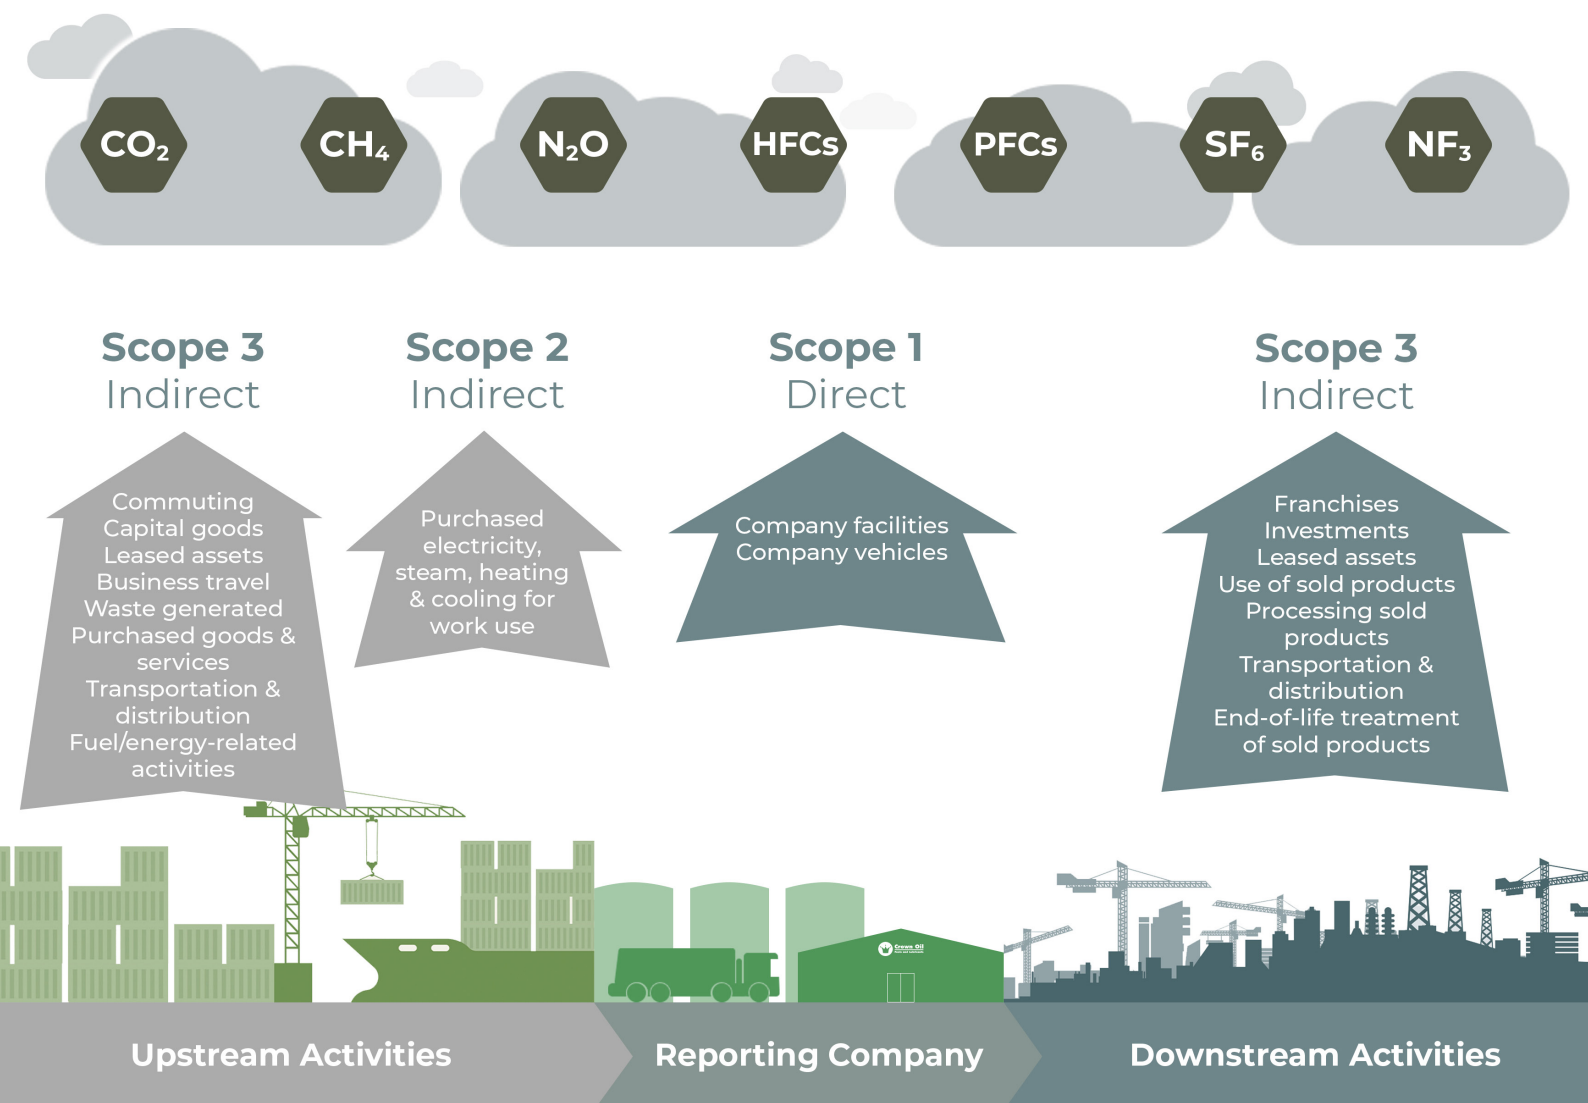 CO₂
CH₄
N₂O
HFCs
PFCs
SF₆
NF₃
Scope 3
Indirect
Commuting
Capital goods
Leased assets
Business travel
Waste generated
Purchased goods &
services
Transportation &
distribution
Fuel/energy-related
activities
Scope 2
Indirect
Purchased
electricity,
steam, heating
& cooling for
work use
Scope 1
Direct
Company facilities
Company vehicles
Scope 3
Indirect
Franchises
Investments
Leased assets
Use of sold products
Processing sold
products
Transportation &
distribution
End-of-life treatment
of sold products
Crown Oil
Upstream Activities
Reporting Company
Downstream Activities